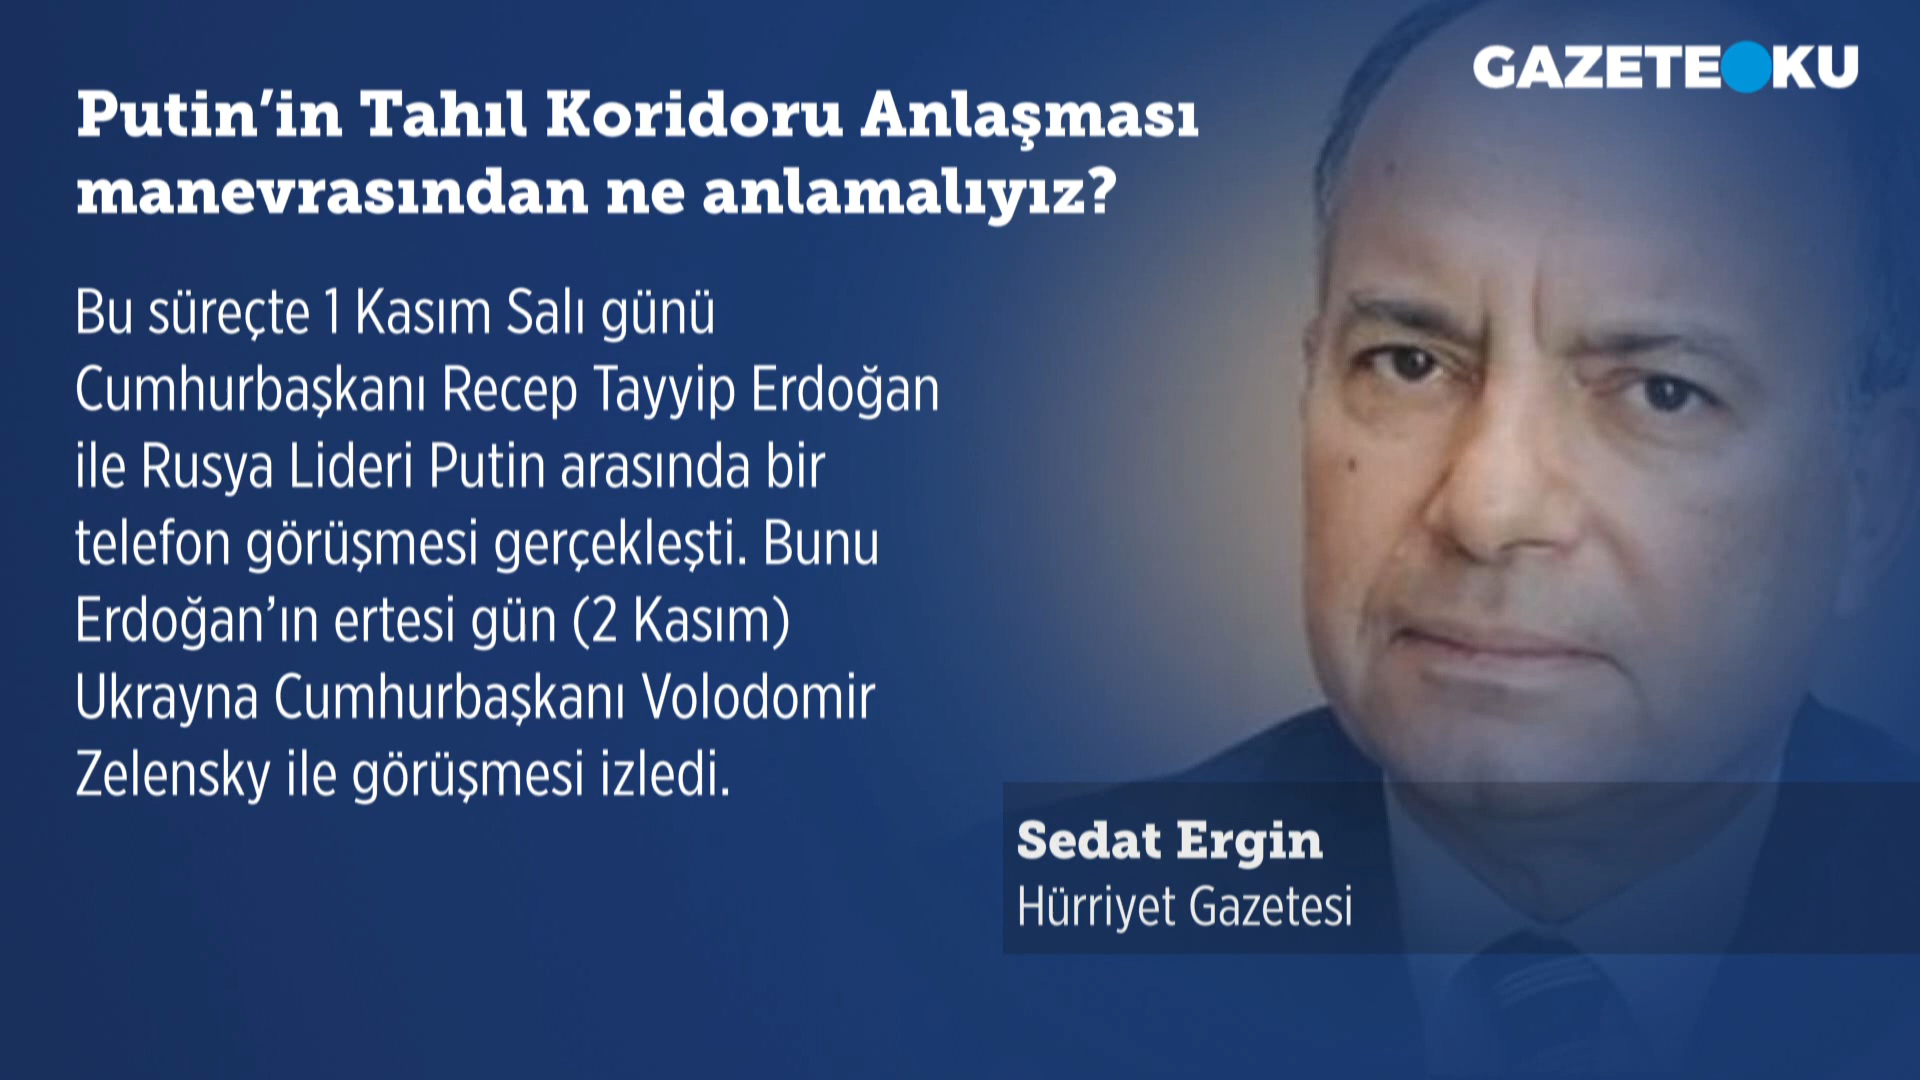 GAZETE OKU
Putin’in Tahıl Koridoru Anlaşması
manevrasından ne anlamalıyız?
Bu süreçte 1 Kasım Salı günü
Cumhurbaşkanı Recep Tayyip Erdoğan
ile Rusya Lideri Putin arasında bir
telefon görüşmesi gerçekleşti. Bunu
Erdoğan’ın ertesi gün (2 Kasım)
Ukrayna Cumhurbaşkanı Volodomir
Zelensky ile görüşmesi izledi.
Sedat Ergin
Hürriyet Gazetesi